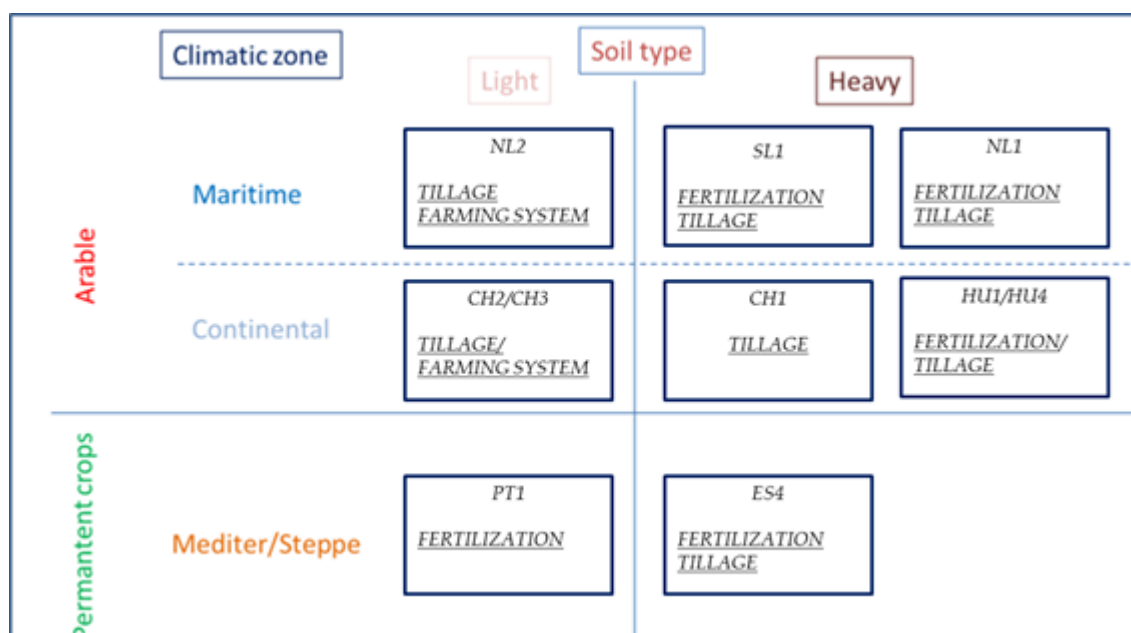 Climatic zone
Soil type
Light
Heavy
Arable
Maritime
NL2
TILLAGE
FARMING SYSTEM
SL1
FERTILIZATION
TILLAGE
NL1
FERTILIZATION
TILLAGE
Continental
CH2/CH3
TILLAGE/
FARMING SYSTEM
CH1
TILLAGE
HU1/HU4
FERTILIZATION/
TILLAGE
Permantent crops
Mediter/Steppe
PT1
FERTILIZATION
ES4
FERTILIZATION
TILLAGE